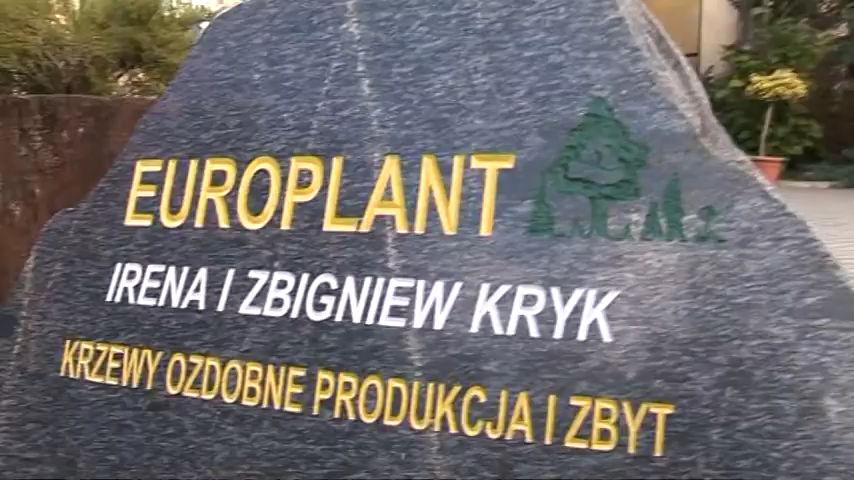 EUROPLANT
IRENA I ZBIGNIEW KRYK
KRZEWY OZDOBNE PRODUKCJA I ZBYT